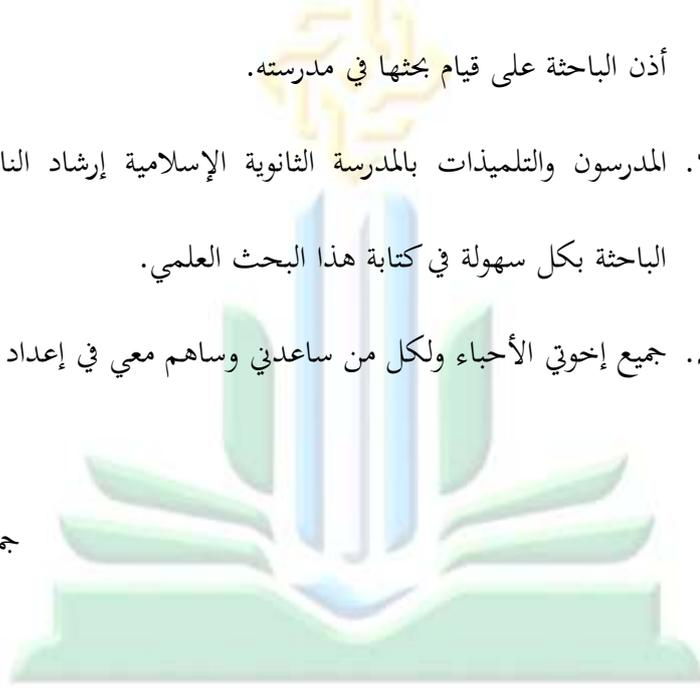 أذن الباحثة على قيام بحثها في مدرسته.
. المدرسون والتلميذات بالمدرسة الثانوية الإسلامية إرشاد
الباحثة بكل سهولة في كتابة هذا البحث العلمي.
. جميع إخوتي الأحباء ولكل من ساعدني وساهم معي في إعداد